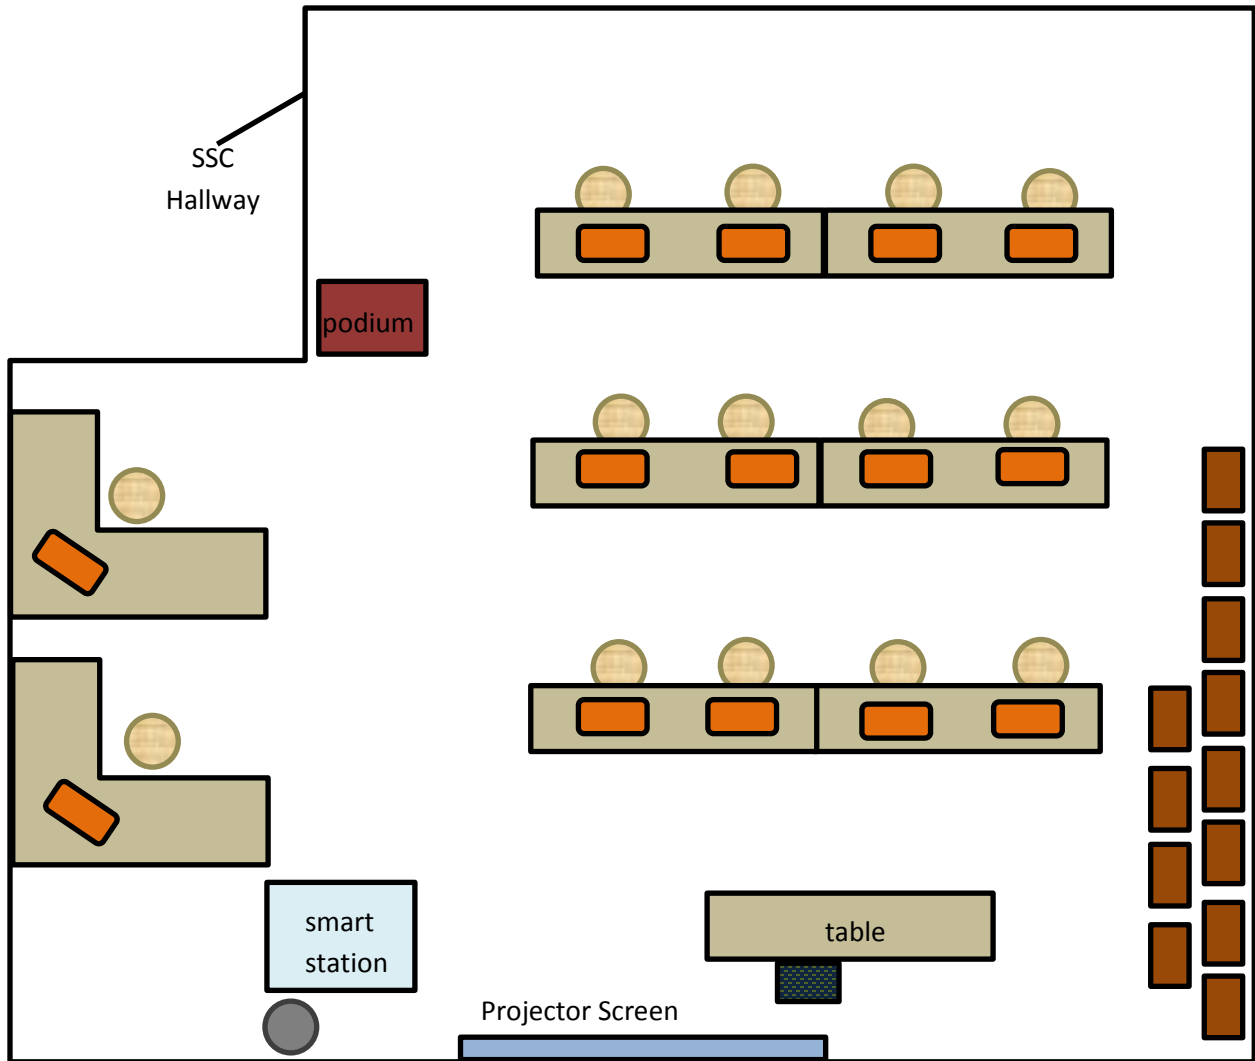 SSC
Hallway
podium
smart
station
table
Projector Screen